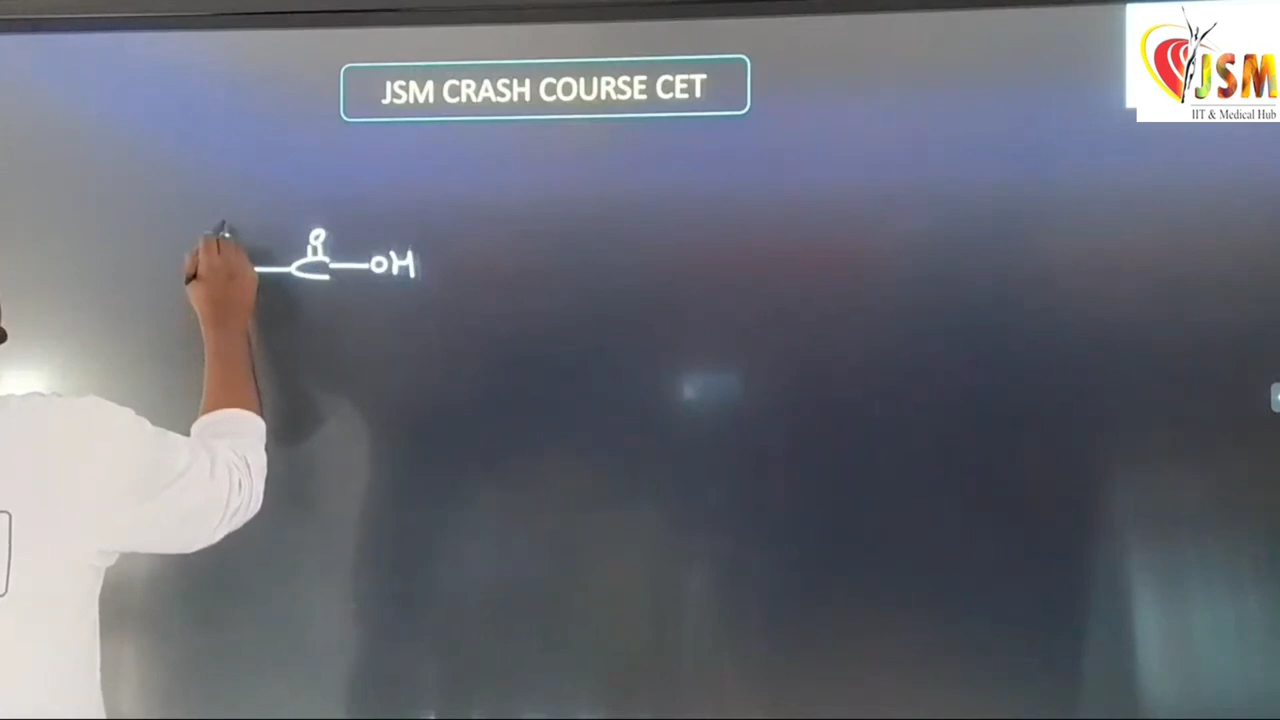 JSM CRASH COURSE CET
JSM
IIT & Medical Hub
O
— C — OH